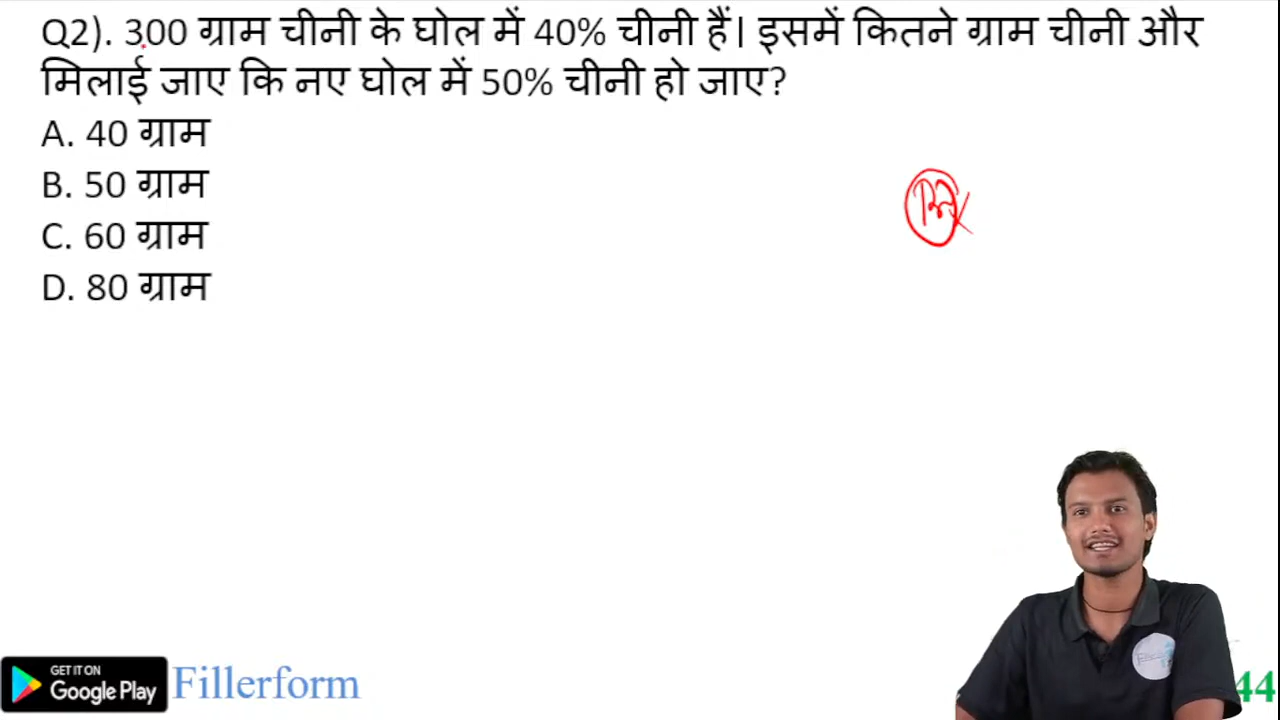 Q2). 300 ग्राम चीनी के घोल में 40% चीनी हैं। इसमें कितने ग्राम चीनी और
मिलाई जाए कि नए घोल में 50% चीनी हो जाए?
A. 40 ग्राम
B. 50 ग्राम
C. 60 ग्राम
D. 80 ग्राम
GET IT ON
Google Play
Fillerform
44